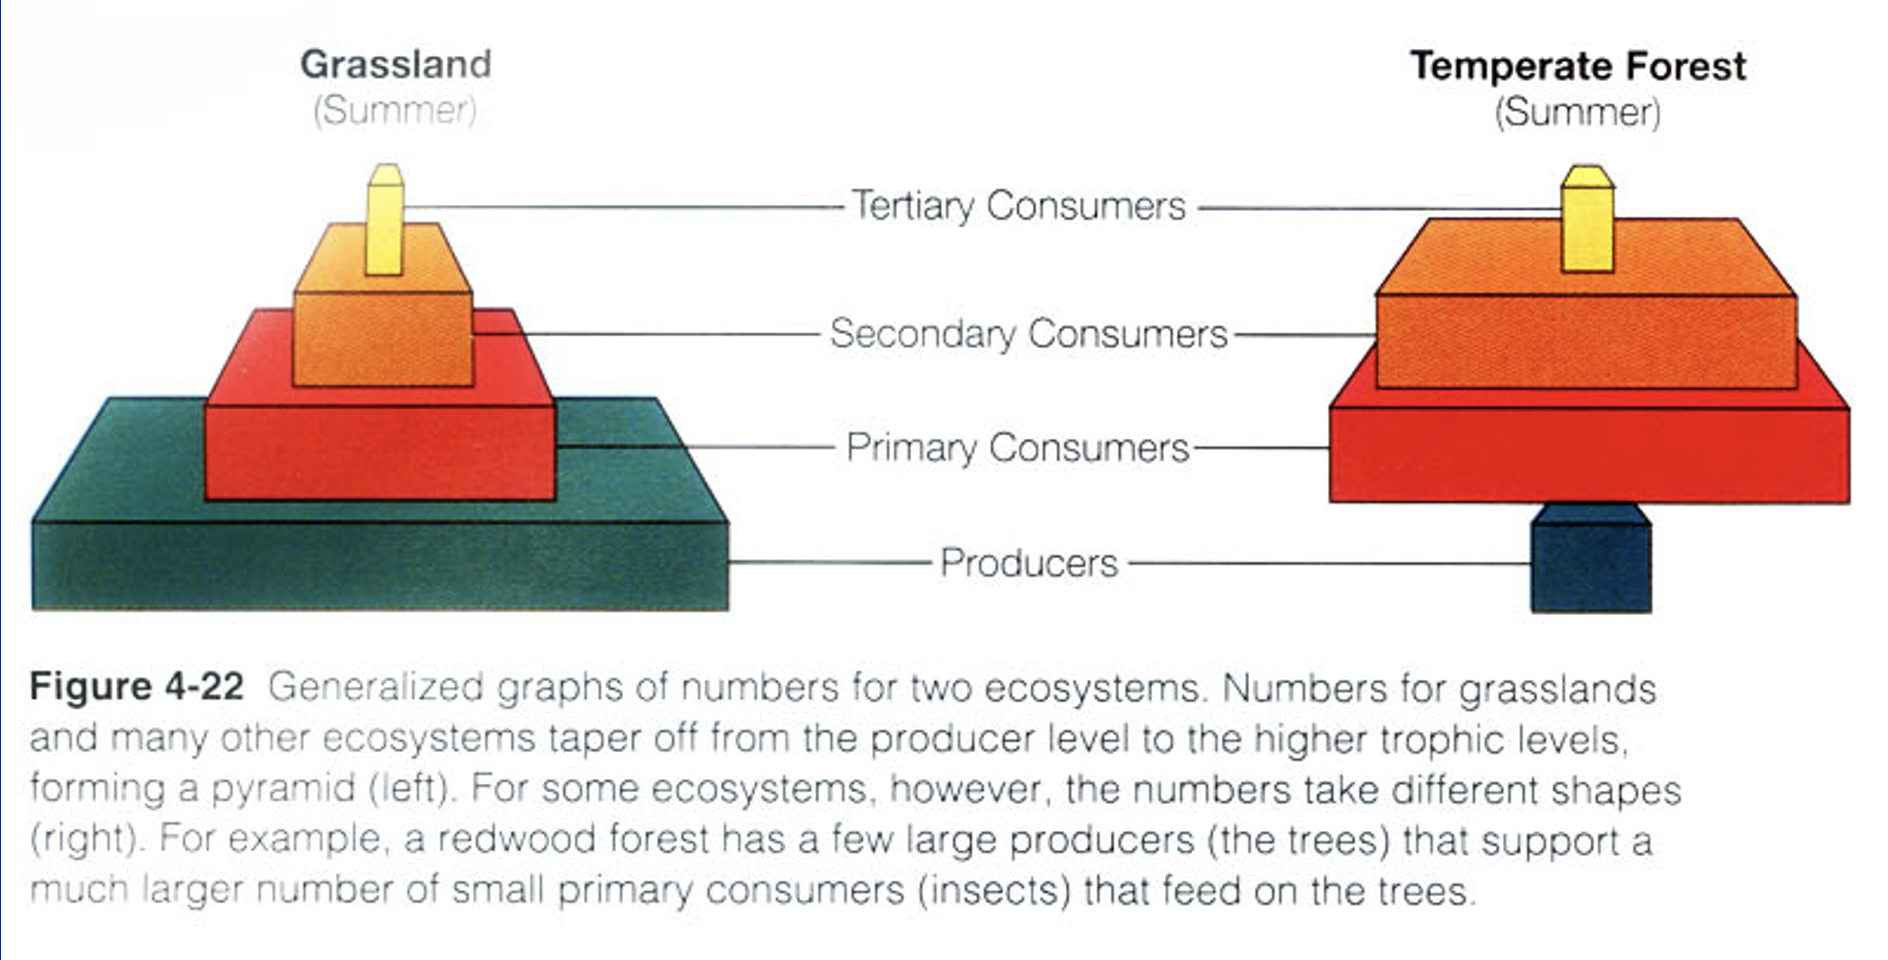 Grassland
(Summer)
Temperate Forest
(Summer)
Tertiary Consumers
Secondary Consumers
Primary Consumers
Producers
Figure 4-22 Generalized graphs of numbers for two ecosystems. Numbers for grasslands
and many other ecosystems taper off from the producer level to the higher trophic levels,
forming a pyramid (left). For some ecosystems, however, the numbers take different shapes
(right). For example, a redwood forest has a few large producers (the trees) that support a
much larger number of small primary consumers (insects) that feed on the trees.